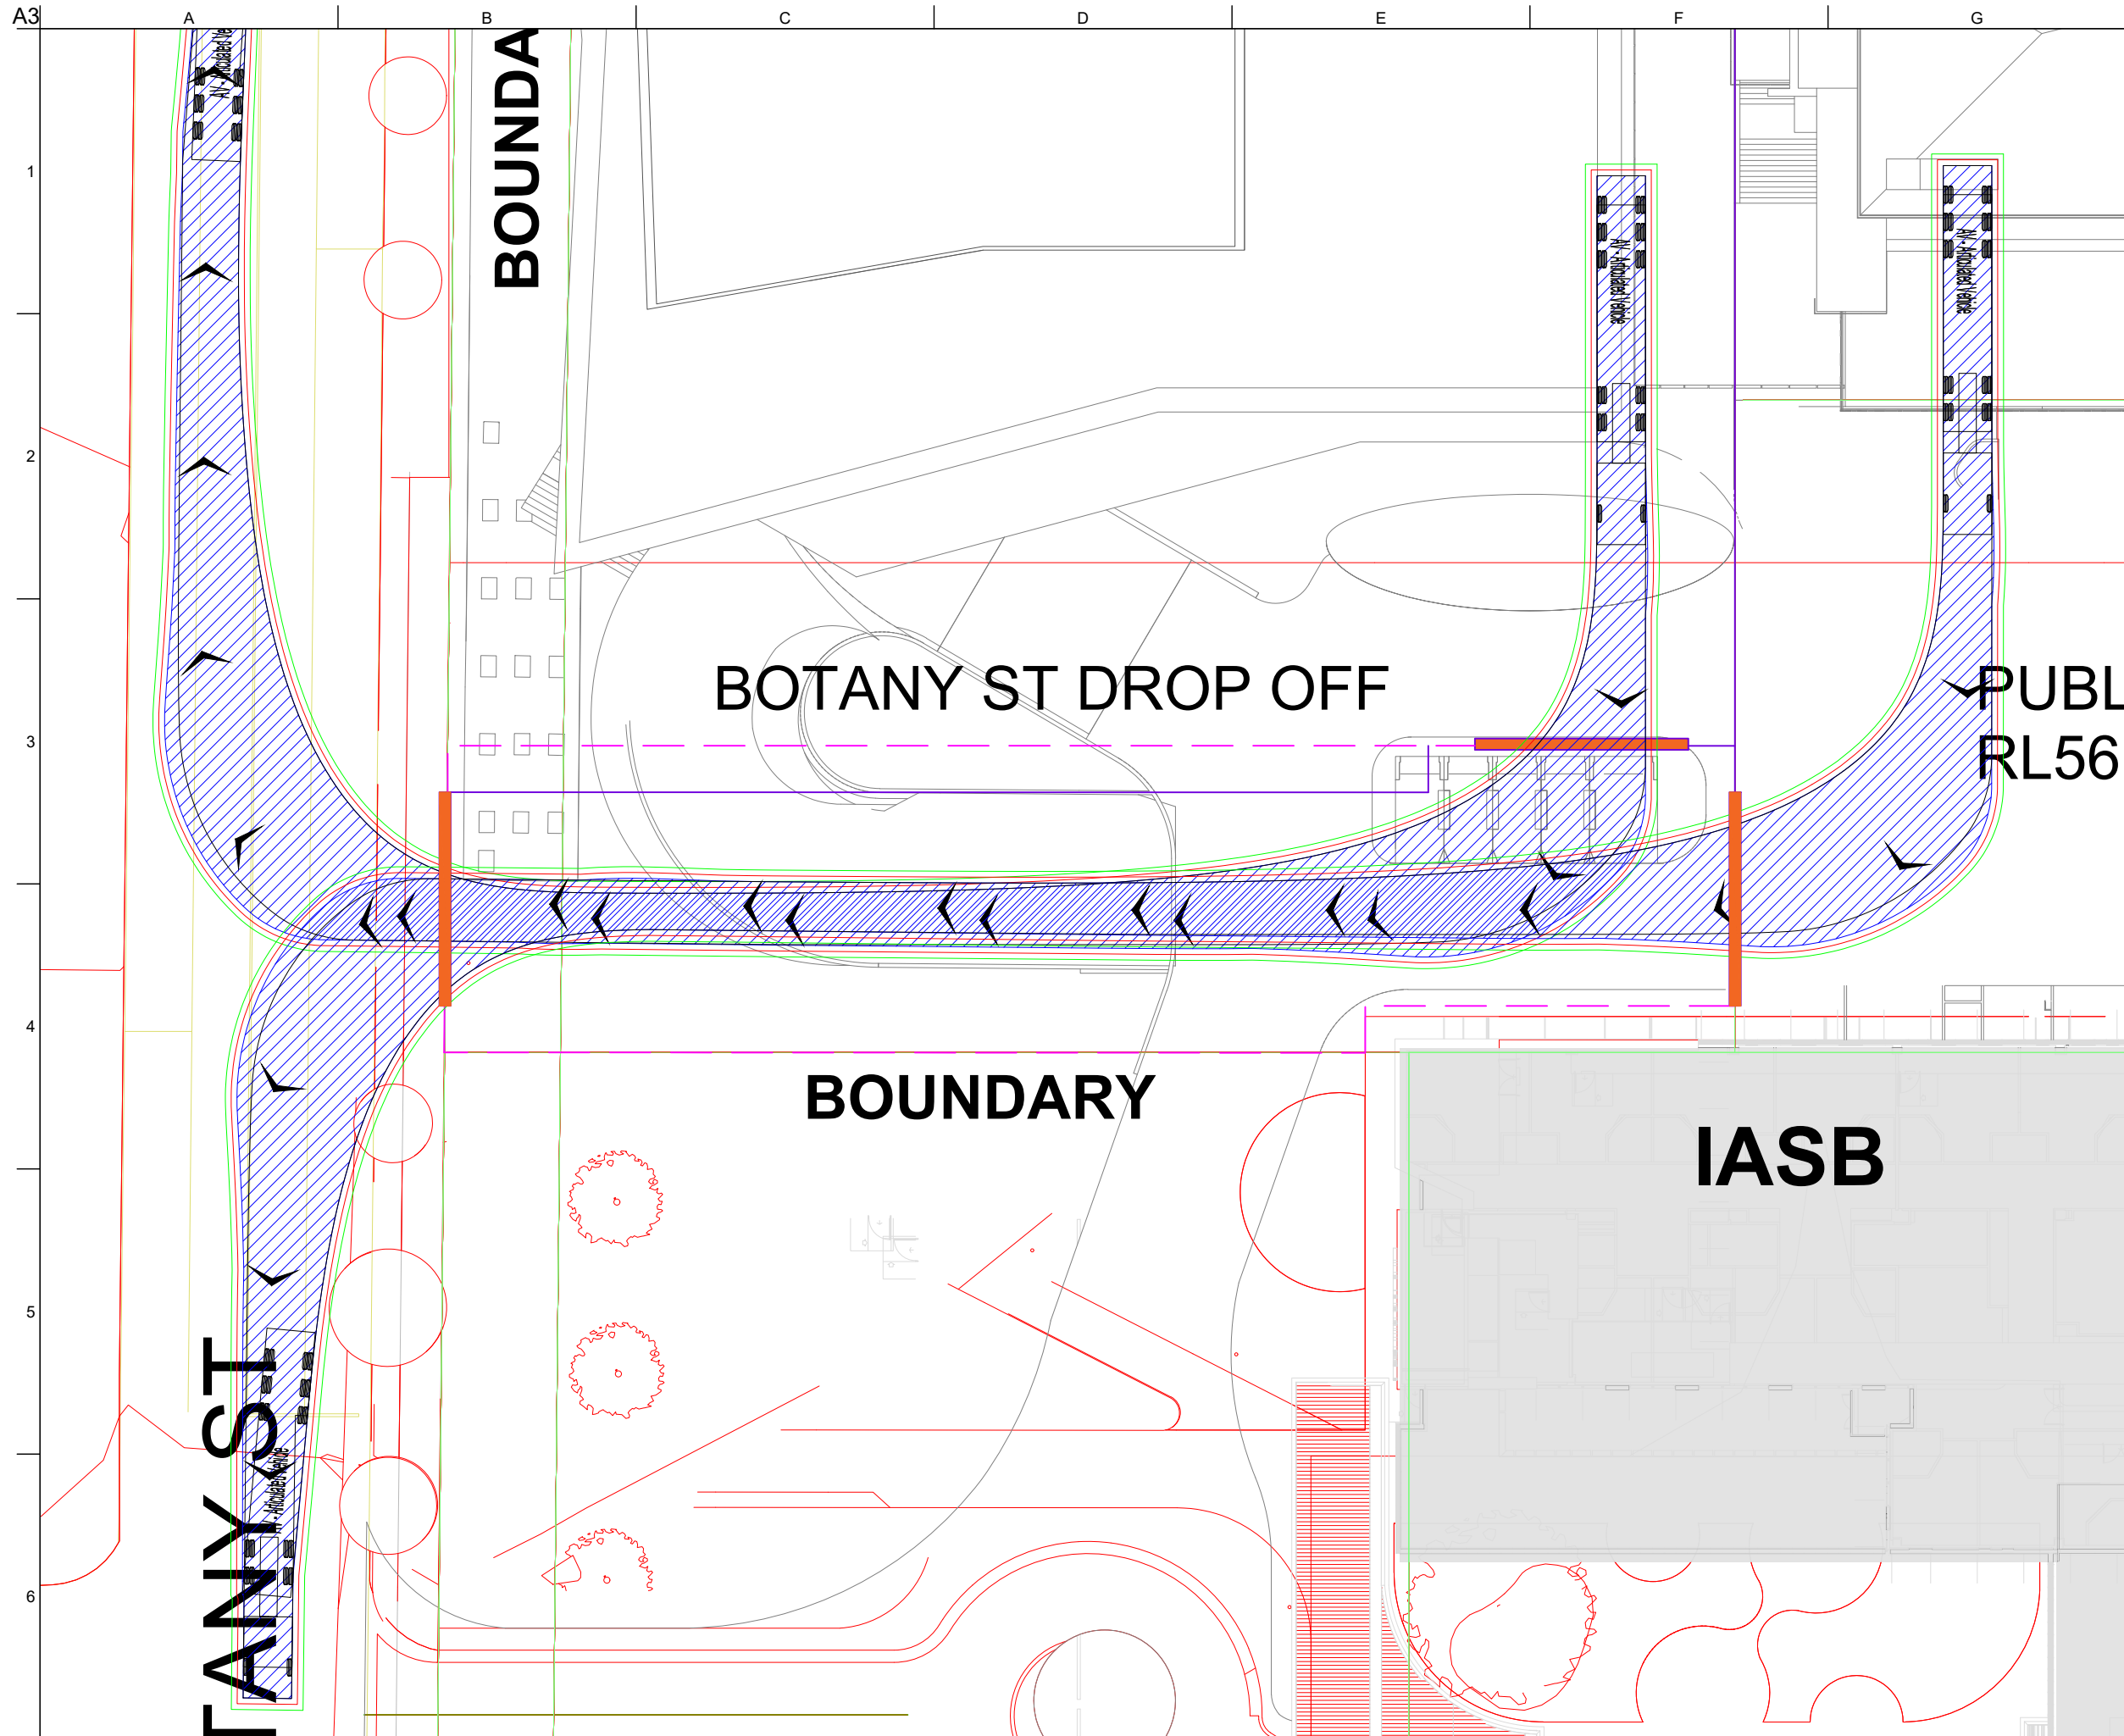 A3
A
B
C
D
E
F
G
1
2
3
4
5
6
BOUNDA
AV - Articulated Vehicle
AV - Articulated Vehicle
BOTANY ST DROP OFF
PUBL
RL56
BOUNDARY
IASB
AV - Articulated Vehicle
TANY ST